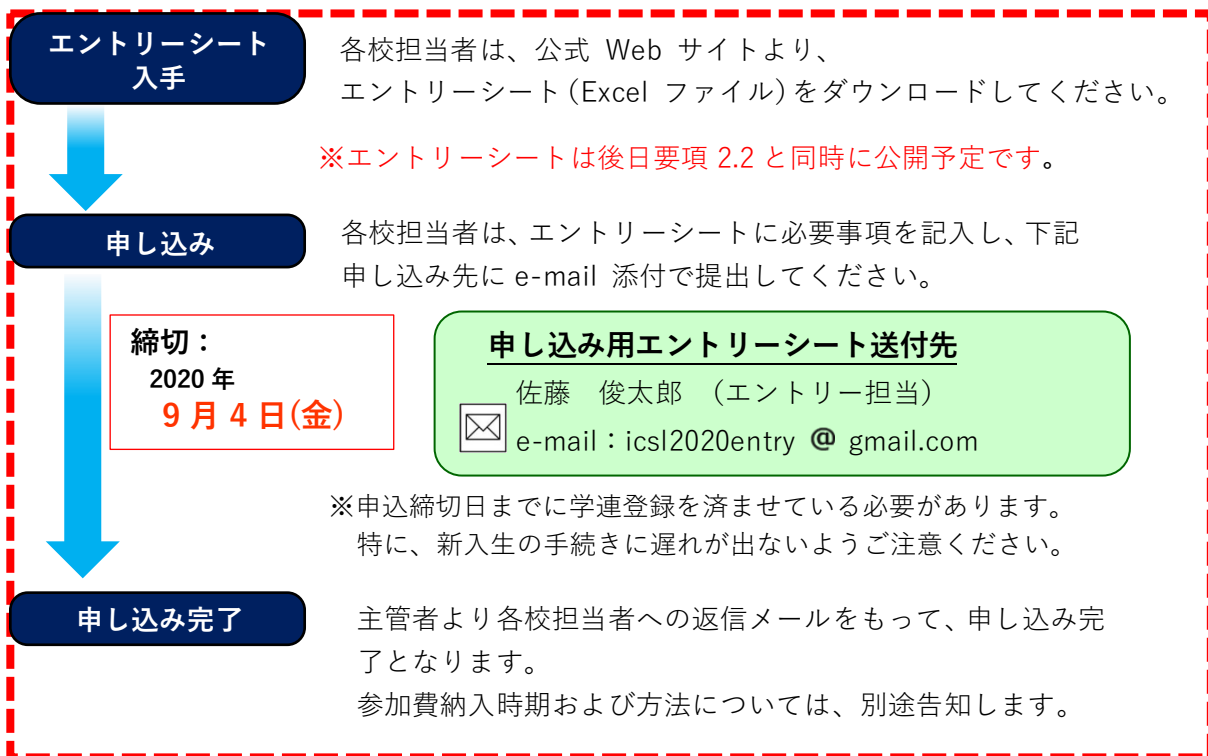 エントリーシート
入手
各校担当者は、公式 Web サイトより、
エントリーシート(Excel ファイル)をダウンロードしてください。
※エントリーシートは後日要項 2.2 と同時に公開予定です。
申し込み
各校担当者は、エントリーシートに必要事項を記入し、下記
申し込み先に e-mail 添付で提出してください。
締切：
2020 年
9 月 4 日(金)
申し込み用エントリーシート送付先
佐藤　俊太郎　（エントリー担当）
e-mail：icsl2020entry @ gmail.com
※申込締切日までに学連登録を済ませている必要があります。
特に、新入生の手続きに遅れが出ないようご注意ください。
申し込み完了
主管者より各校担当者への返信メールをもって、申し込み完
了となります。
参加費納入時期および方法については、別途告知します。